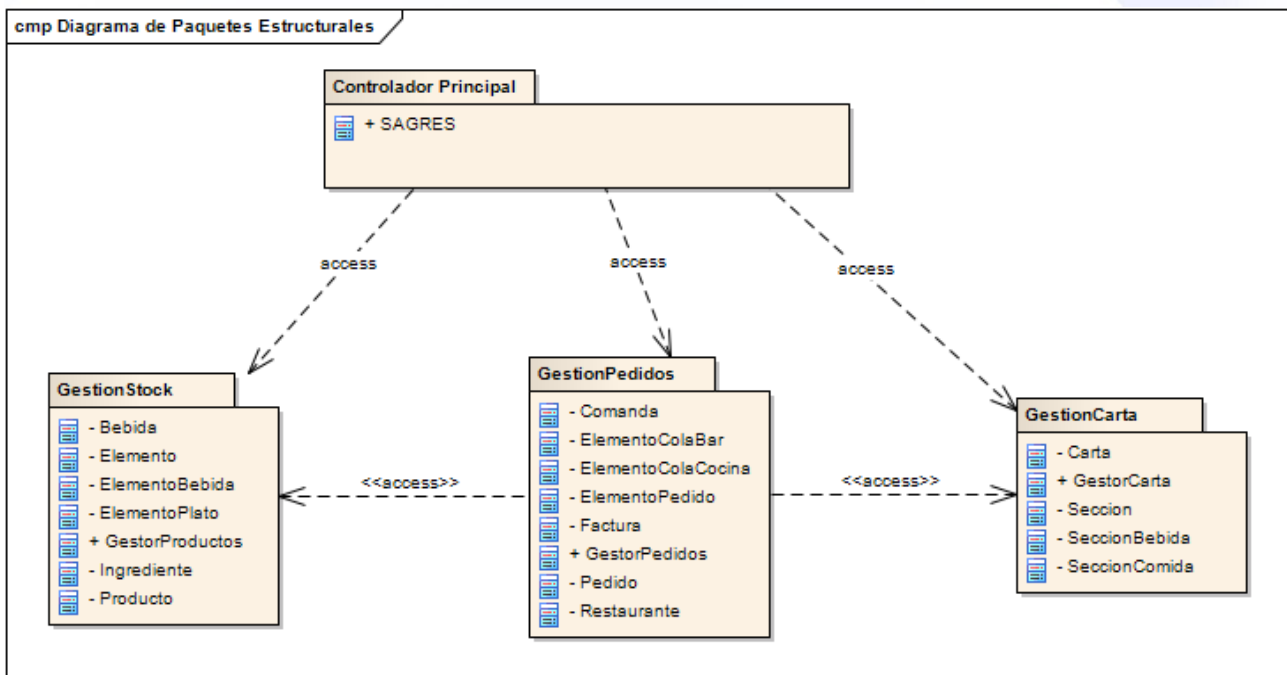 cmp Diagrama de Paquetes Estructurales
Controlador Principal
+ SAGRES
access
access
access
GestionStock
- Bebida
- Elemento
- ElementoBebida
- ElementoPlato
+ GestorProductos
- Ingrediente
- Producto
<<access>>
GestionPedidos
- Comanda
- ElementoColaBar
- ElementoColaCocina
- ElementoPedido
- Factura
+ GestorPedidos
- Pedido
- Restaurante
<<access>>
GestionCarta
- Carta
+ GestorCarta
- Seccion
- SeccionBebida
- SeccionComida